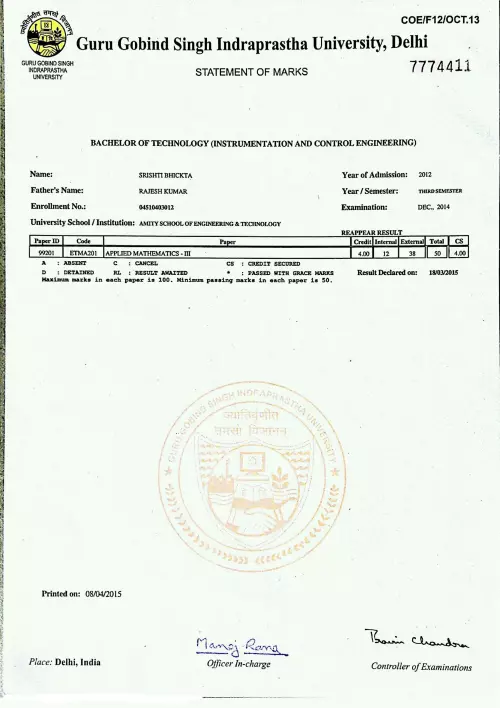 COE/F12/OCT.13
Guru Gobind Singh Indraprastha University, Delhi
GURU GOBIND SINGH
INDRAPRASTHA
UNIVERSITY
STATEMENT OF MARKS
7774411
BACHELOR OF TECHNOLOGY (INSTRUMENTATION AND CONTROL ENGINEERING)
Name: SRISHTI BHICKTA Year of Admission: 2012
Father's Name: RAJESH KUMAR Year / Semester: THIRD SEMESTER
Enrollment No.: 04510403012 Examination: DEC., 2014
University School / Institution: AMITY SCHOOL OF ENGINEERING & TECHNOLOGY
REAPPEAR RESULT
Paper ID Code Paper Credit Internal External Total CS
99201 ETMA201 APPLIED MATHEMATICS - III 4.00 12 38 50 4.00
A : ABSENT C : CANCEL CS : CREDIT SECURED
D : DETAINED RL : RESULT AWAITED * : PASSED WITH GRACE MARKS Result Declared on: 18/03/2015
Maximum marks in each paper is 100. Minimum passing marks in each paper is 50.
Printed on: 08/04/2015
Manoj Rana
Place: Delhi, India Officer In-charge Controller of Examinations